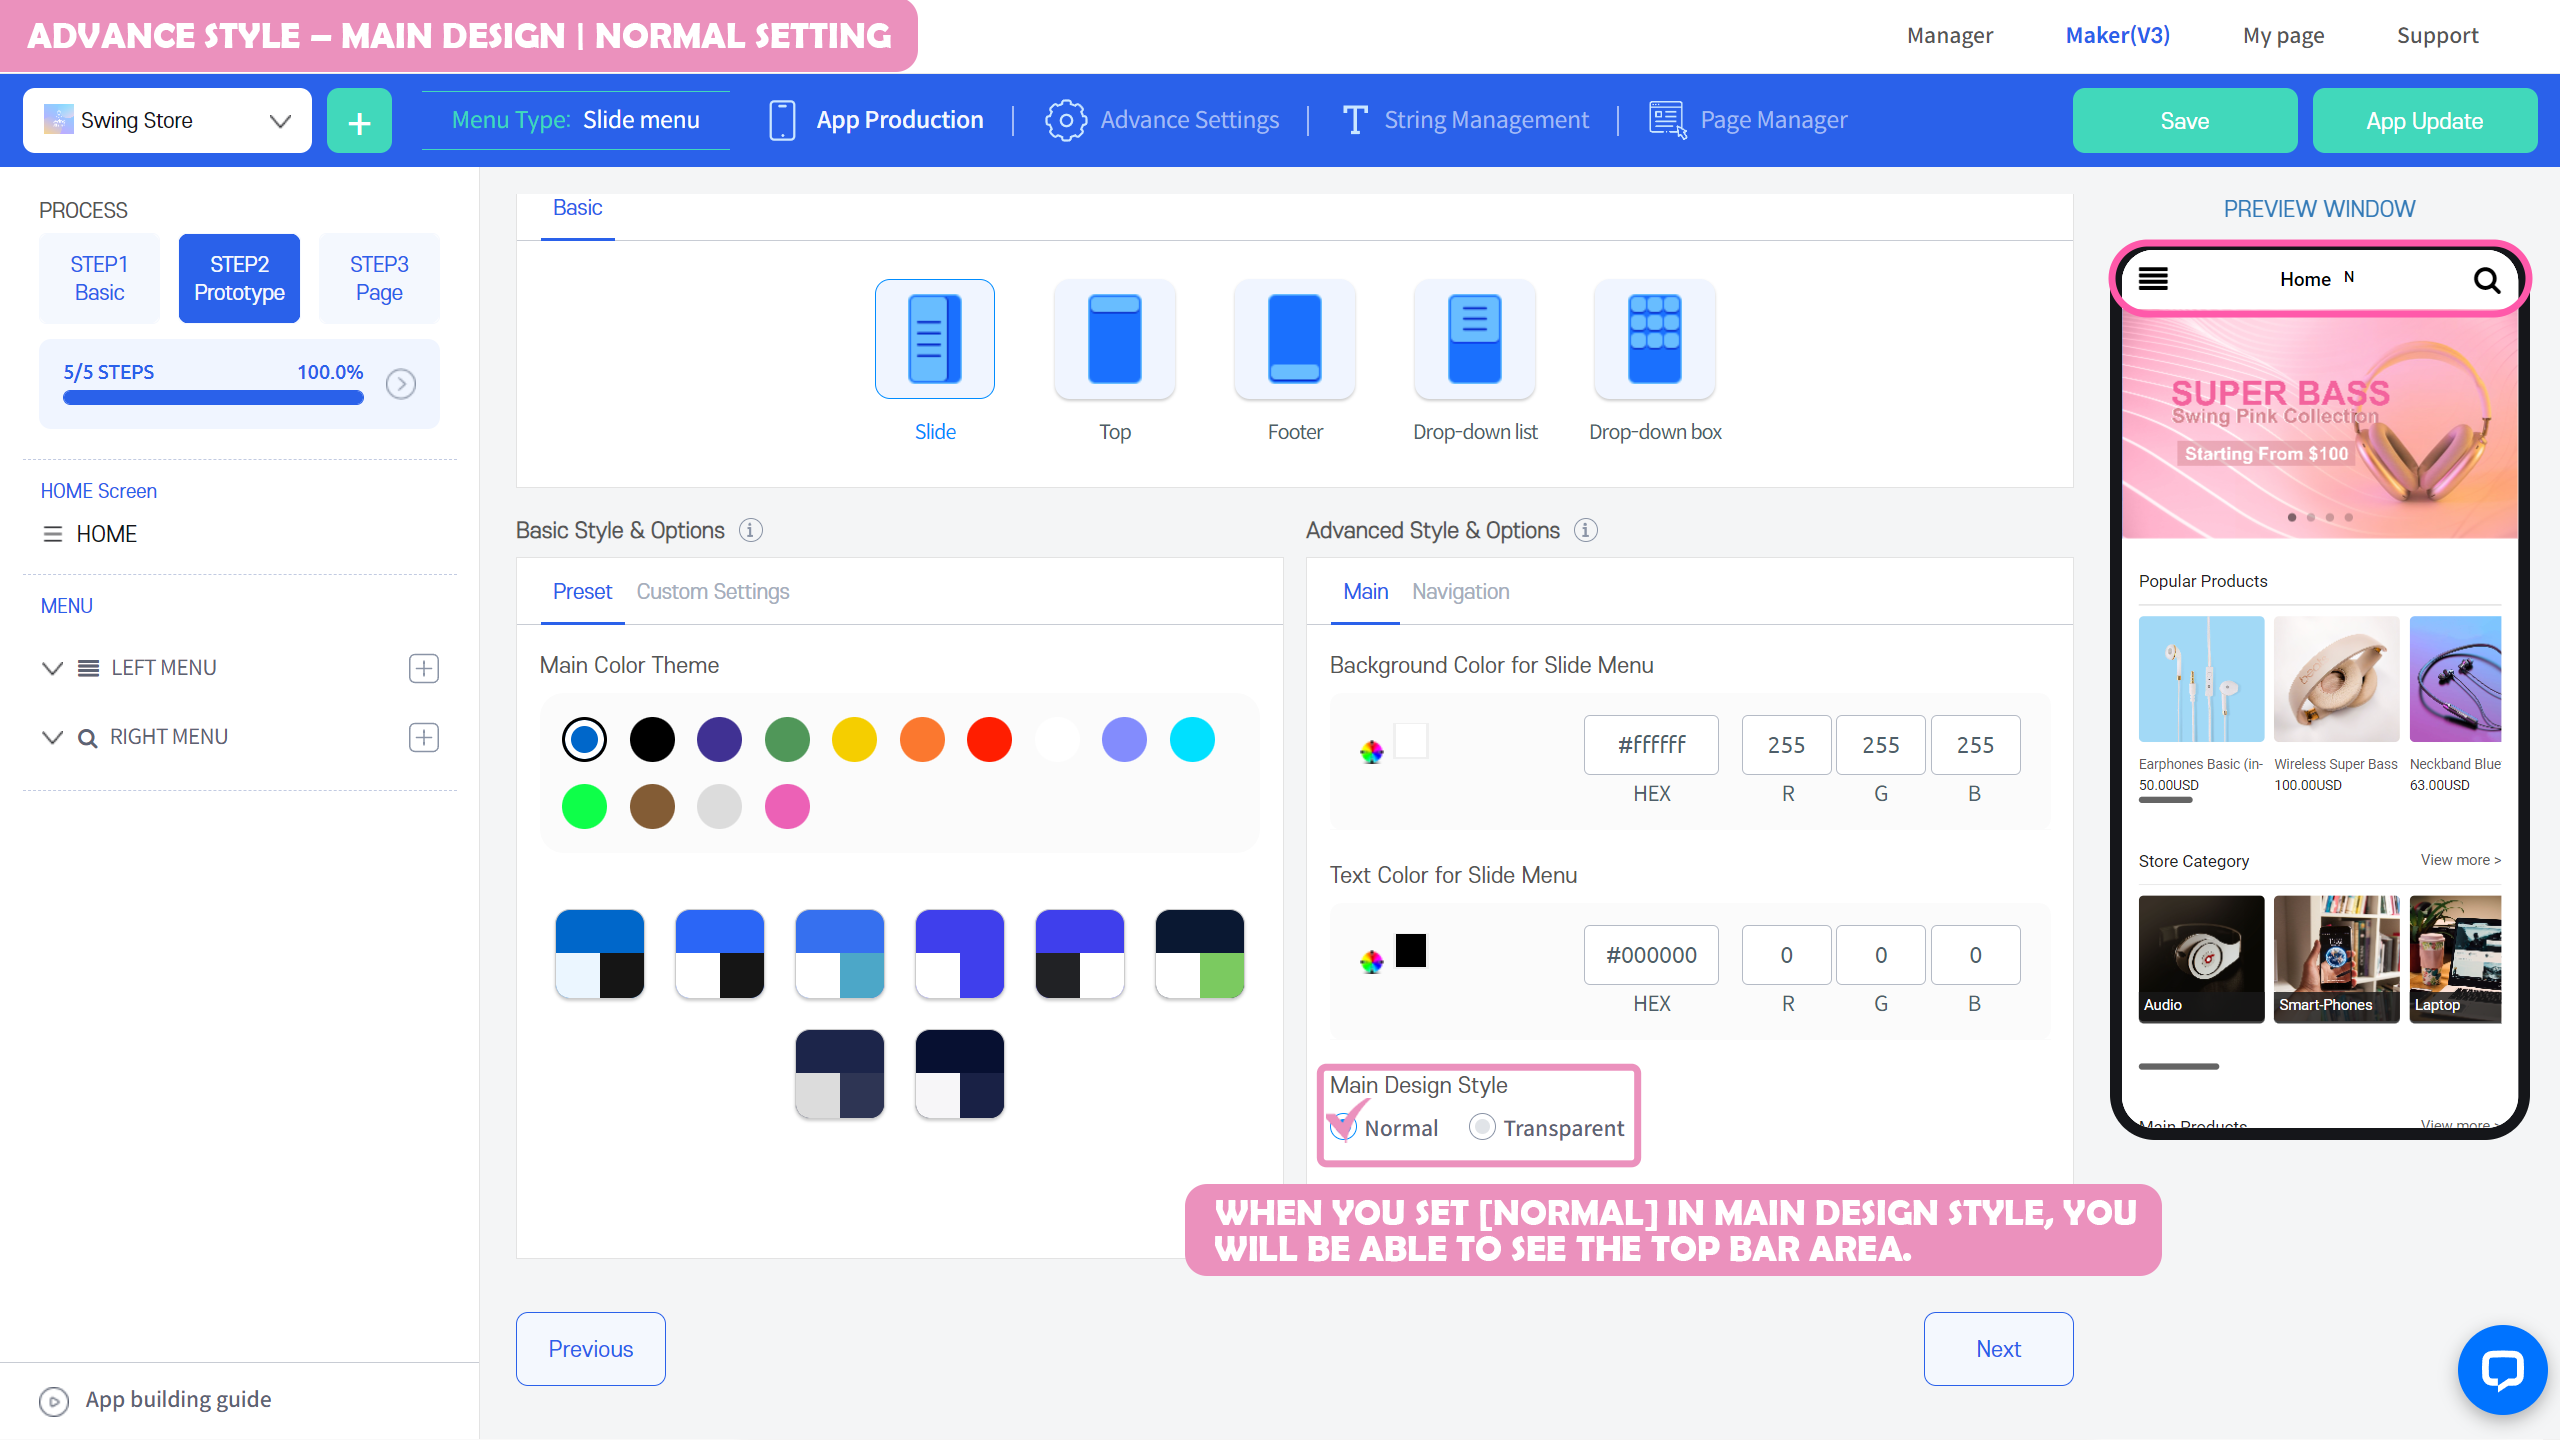 ADVANCE STYLE – MAIN DESIGN | NORMAL SETTING
Manager
Maker(V3)
My page
Support
Swing Store
+
Menu Type: Slide menu
App Production
Advance Settings
String Management
Page Manager
Save
App Update
PROCESS
STEP1
Basic
STEP2
Prototype
STEP3
Page
5/5 STEPS
100.0%
HOME Screen
HOME
MENU
LEFT MENU
RIGHT MENU
App building guide
Basic
Slide
Top
Footer
Drop-down list
Drop-down box
Basic Style & Options
Preset
Custom Settings
Main Color Theme
Advanced Style & Options
Main
Navigation
Background Color for Slide Menu
#ffffff
255
255
255
HEX
R
G
B
Text Color for Slide Menu
#000000
0
0
0
HEX
R
G
B
Main Design Style
Normal
Transparent
WHEN YOU SET [NORMAL] IN MAIN DESIGN STYLE, YOU
WILL BE ABLE TO SEE THE TOP BAR AREA.
Previous
Next
PREVIEW WINDOW
Home N
SUPER BASS
Swing Pink Collection
Starting From $100
Popular Products
Earphones Basic (in-
50.00USD
Wireless Super Bass
100.00USD
Neckband Blue
63.00USD
Store Category
View more >
Audio
Smart-Phones
Laptop
Main Products
View more >